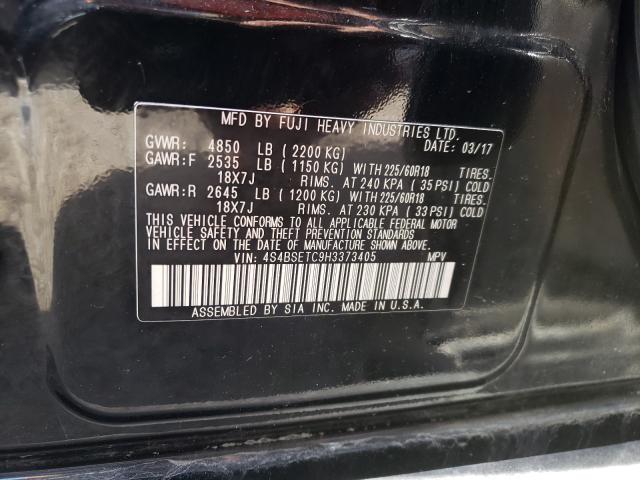 MFD BY FUJI HEAVY INDUSTRIES LTD.
GVWR: 4850 LB (2200 KG) DATE: 03/17
GAWR:F 2535 LB (1150 KG) WITH 225/60R18 TIRES.
18X7J RIMS. AT 240 KPA (35 PSI) COLD
GAWR:R 2645 LB (1200 KG) WITH 225/60R18 TIRES.
18X7J RIMS. AT 230 KPA (33 PSI) COLD
THIS VEHICLE CONFORMS TO ALL APPLICABLE FEDERAL MOTOR
VEHICLE SAFETY AND THEFT PREVENTION STANDARDS
IN EFFECT ON THE DATE OF MANUFACTURE SHOWN ABOVE.
VIN: 4S4BSETC9H3373405 MPV
ASSEMBLED BY SIA INC. MADE IN U.S.A.